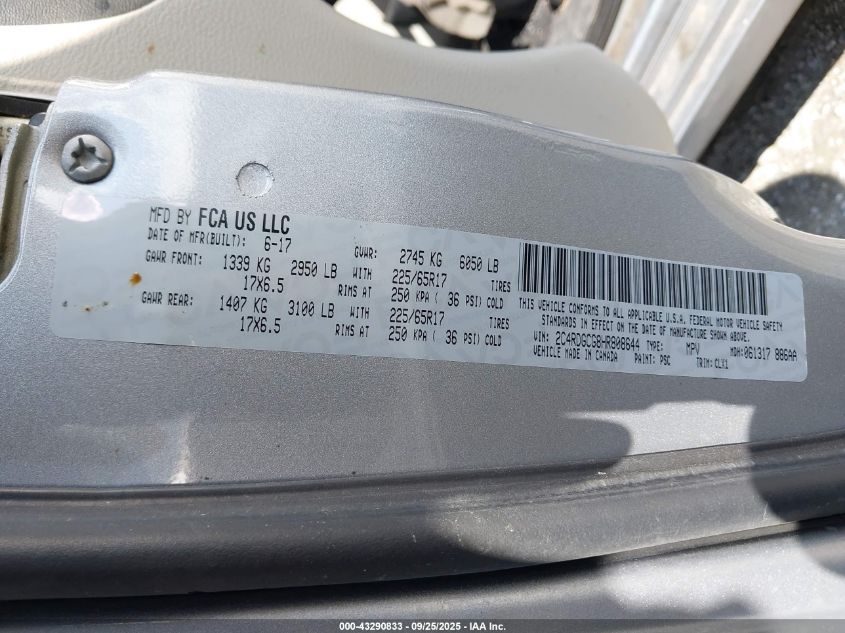 MFD BY FCA US LLC
DATE OF MFR(BUILT): 6-17 GVWR: 2745 KG 6050 LB
GAWR FRONT: 1339 KG 2950 LB WITH 225/65R17 TIRES
17X6.5 RIMS AT 250 KPA ( 36 PSI) COLD
GAWR REAR: 1407 KG 3100 LB WITH 225/65R17 TIRES
17X6.5 RIMS AT 250 KPA ( 36 PSI) COLD
THIS VEHICLE CONFORMS TO ALL APPLICABLE U.S.A. FEDERAL MOTOR VEHICLE SAFETY
STANDARDS IN EFFECT ON THE DATE OF MANUFACTURE SHOWN ABOVE.
VIN: 2C4RDGCG8HR808644 TYPE: MPV MDH:061317 886AA
VEHICLE MADE IN CANADA PAINT: PSC TRIM:CLX1
000-43290833 - 09/25/2025 - IAA Inc.